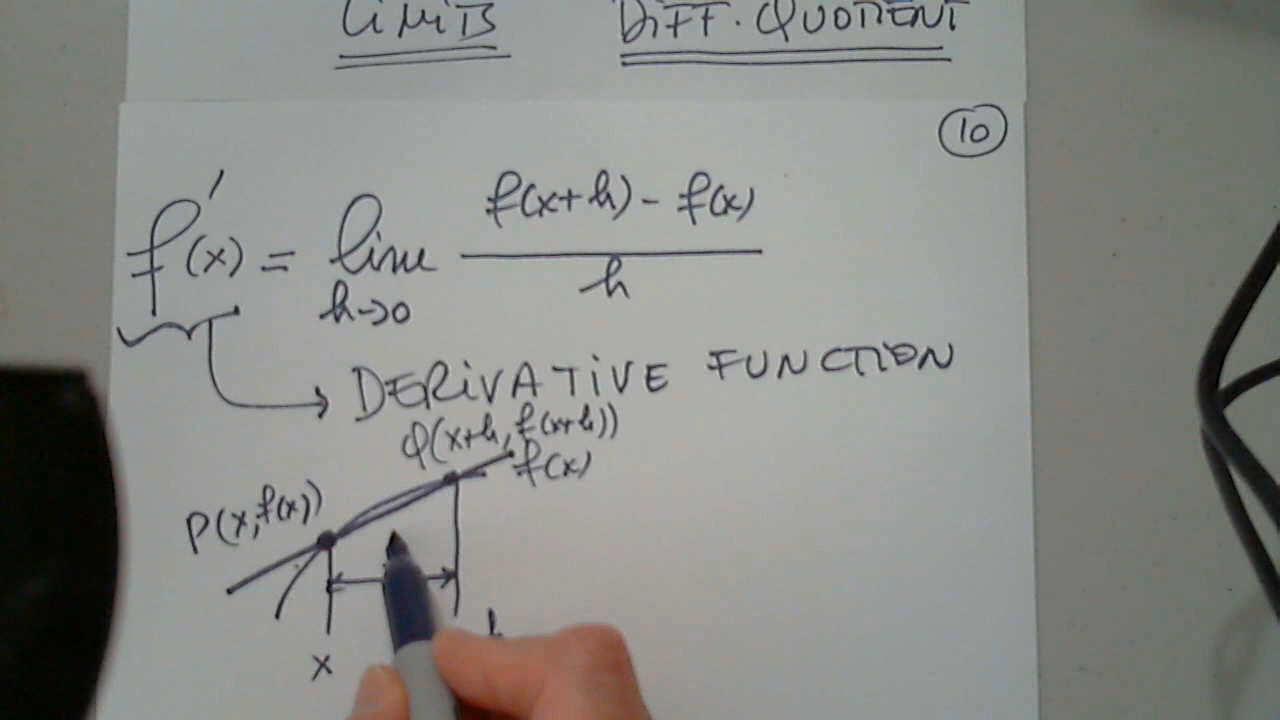 LIMITS DIFF. QUOTIENT
10
f'(x) = lim f(x+h) - f(x)
h→0 h
DERIVATIVE FUNCTION
Q(x+h, f(x+h))
f(x)
P(x, f(x))
x